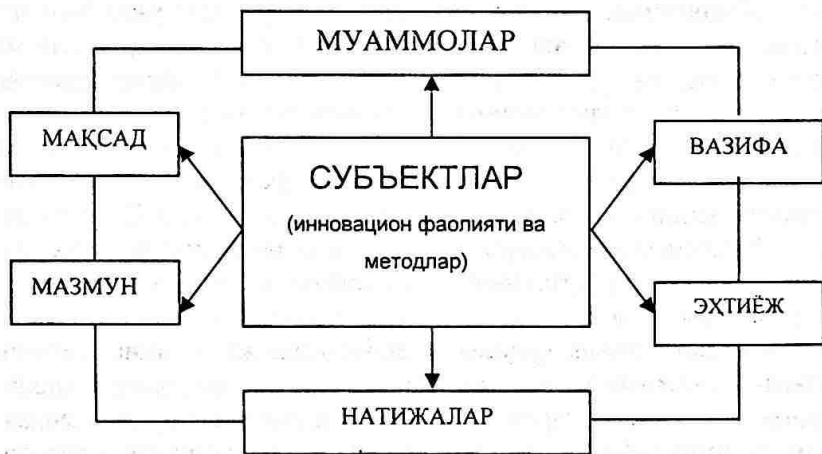 МУАММОЛАР
МАҚСАД
ВАЗИФА
СУБЪЕКТЛАР
(инновацион фаолияти ва
методлар)
МАЗМУН
ЭҲТИЁЖ
НАТИЖАЛАР